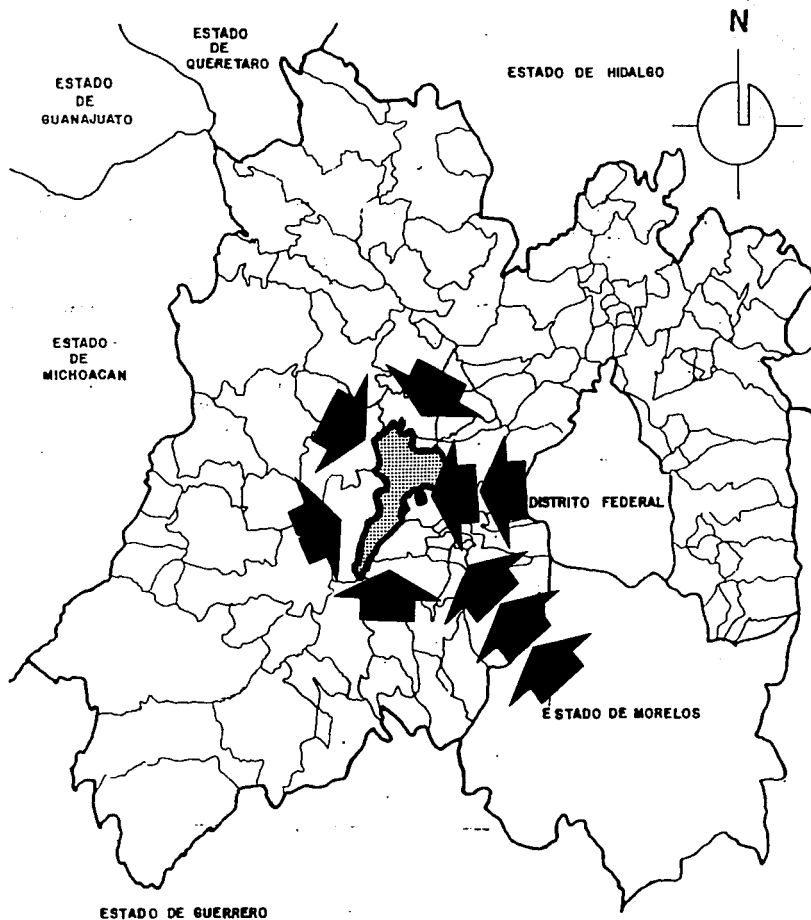 N
ESTADO
DE
QUERETARO
ESTADO DE HIDALGO
ESTADO
DE
GUANAJUATO
ESTADO
DE
MICHOACAN
DISTRITO FEDERAL
ESTADO DE MORELOS
ESTADO DE GUERRERO